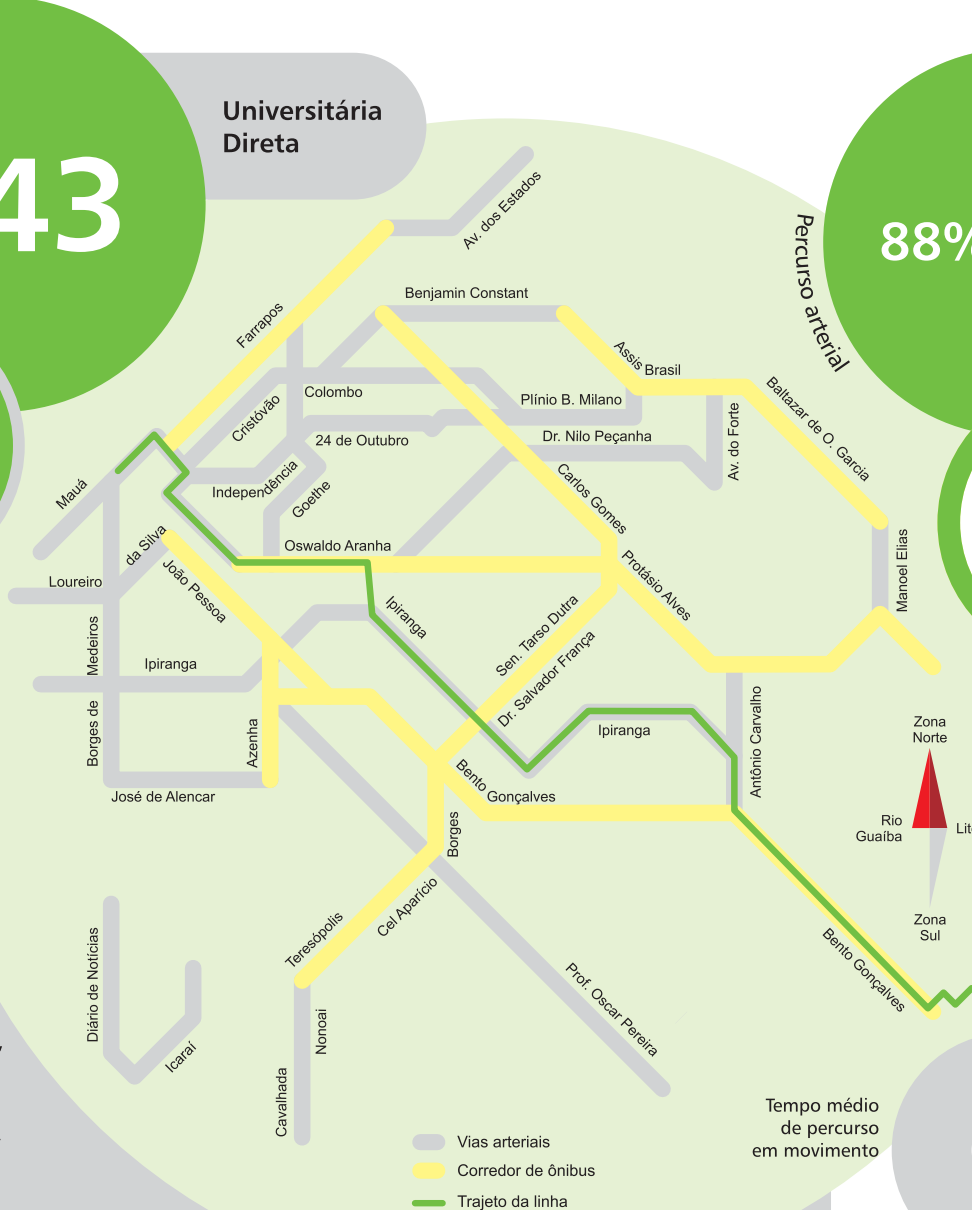 Universitária
Direta
43
88%
Percurso arterial
Av. dos Estados
Benjamin Constant
Farrapos
Assis
Brasil
Colombo
Plínio B. Milano
Baltazar de O. Garcia
Cristóvão
24 de Outubro
Dr. Nilo Peçanha
Av. do Forte
Independência
Goethe
Mauá
Carlos Gomes
da Silva
Oswaldo Aranha
Loureiro
João Pessoa
Manoel Elias
Protásio Alves
Ipiranga
Sen. Tarso Dutra
Dr. Salvador França
Medeiros
Ipiranga
Borges de
Azenha
Ipiranga
Antônio Carvalho
Zona
Norte
José de Alencar
Bento
Gonçalves
Rio
Guaíba
Borges
Zona
Sul
Cel Aparício
Teresópolis
Bento Gonçalves
Diário de Notícias
Prof. Oscar Pereira
Nonoai
Icaraí
Cavalhada
Tempo médio
de percurso
em movimento
Vias arteriais
Corredor de ônibus
Trajeto da linha